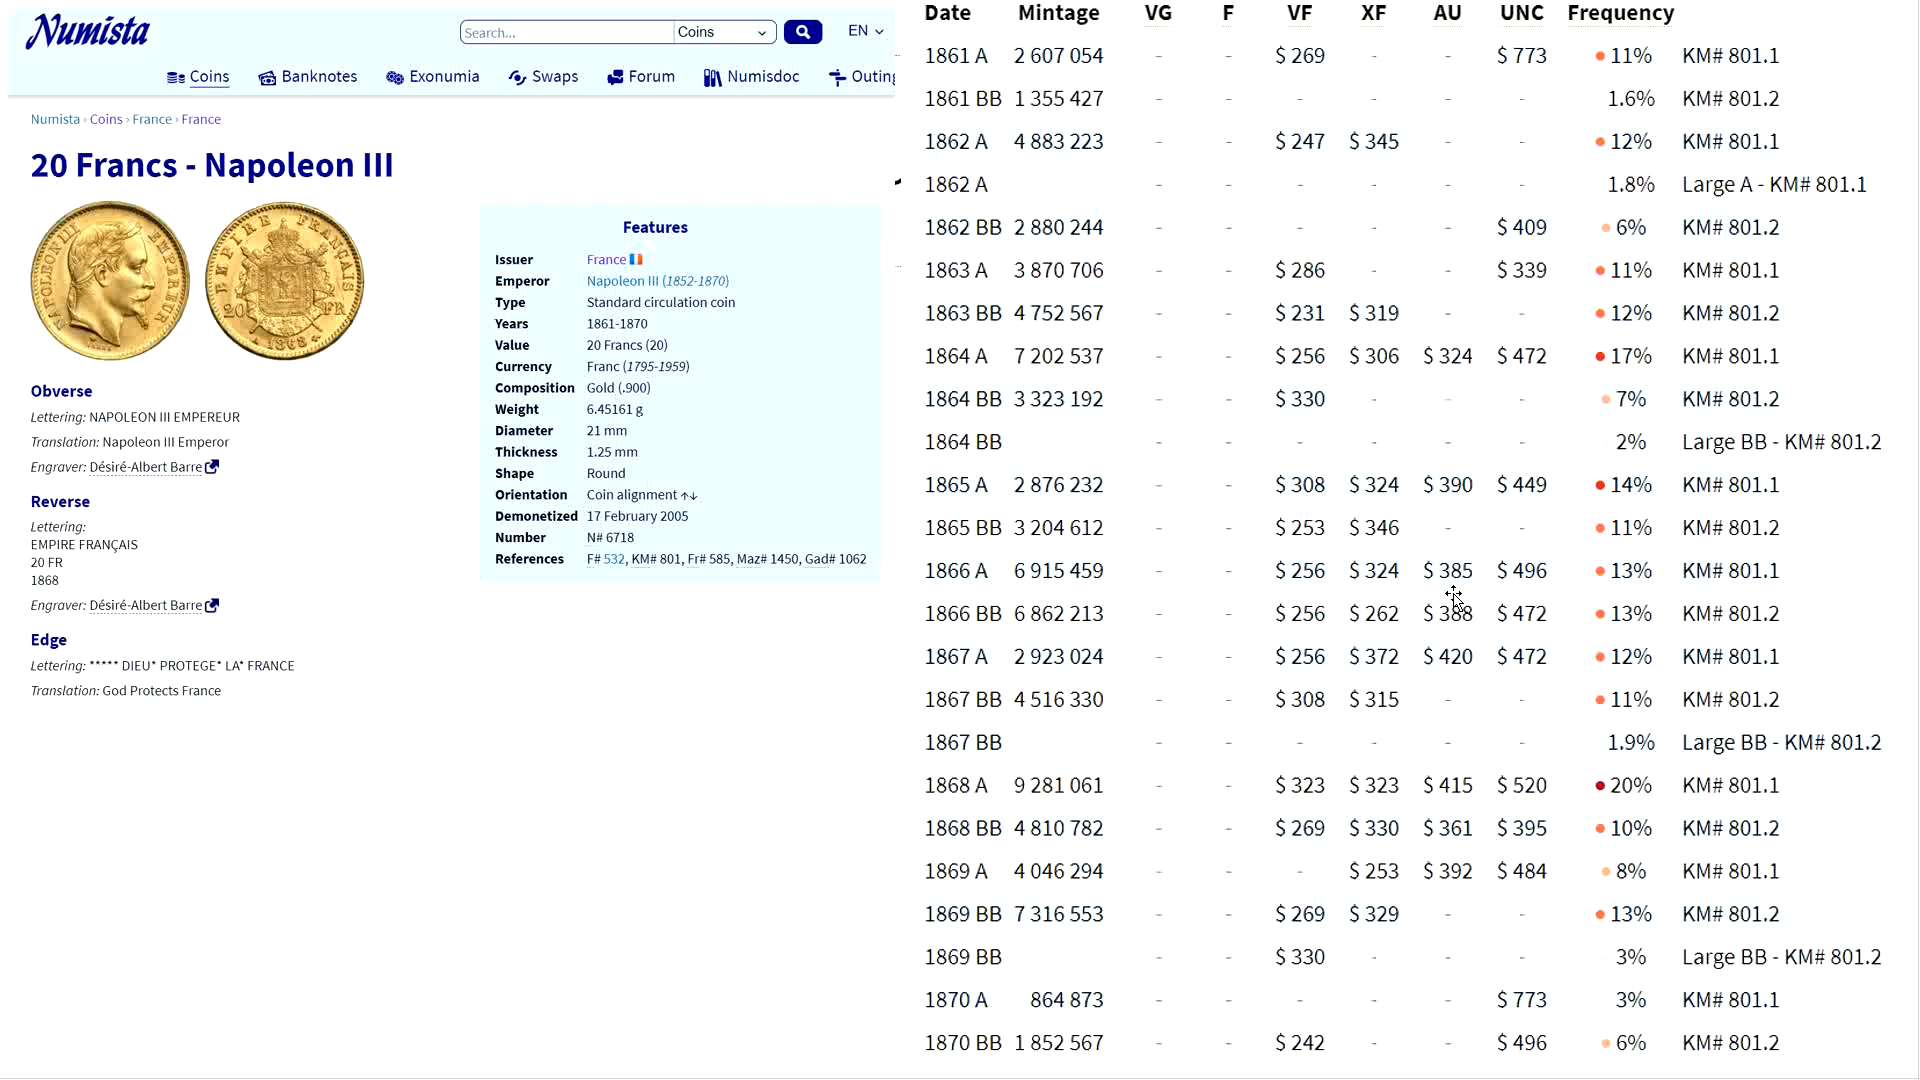 Numista
Search...
Coins
EN
Coins
Banknotes
Exonumia
Swaps
Forum
Numisdoc
Outing
Numista › Coins › France › France
20 Francs - Napoleon III
Obverse
Lettering: NAPOLEON III EMPEREUR
Translation: Napoleon III Emperor
Engraver: Désiré-Albert Barre
Reverse
Lettering:
EMPIRE FRANÇAIS
20 FR
1868
Engraver: Désiré-Albert Barre
Edge
Lettering: ***** DIEU* PROTEGE* LA* FRANCE
Translation: God Protects France
Features
Issuer France
Emperor Napoleon III (1852-1870)
Type Standard circulation coin
Years 1861-1870
Value 20 Francs (20)
Currency Franc (1795-1959)
Composition Gold (.900)
Weight 6.45161 g
Diameter 21 mm
Thickness 1.25 mm
Shape Round
Orientation Coin alignment ↑↓
Demonetized 17 February 2005
Number N# 6718
References F# 532, KM# 801, Fr# 585, Maz# 1450, Gad# 1062
Date Mintage VG F VF XF AU UNC Frequency
1861 A 2 607 054 - - $ 269 - - $ 773 11% KM# 801.1
1861 BB 1 355 427 - - - - - - 1.6% KM# 801.2
1862 A 4 883 223 - - $ 247 $ 345 - - 12% KM# 801.1
1862 A - - - - - - 1.8% Large A - KM# 801.1
1862 BB 2 880 244 - - - - - $ 409 6% KM# 801.2
1863 A 3 870 706 - - $ 286 - - $ 339 11% KM# 801.1
1863 BB 4 752 567 - - $ 231 $ 319 - - 12% KM# 801.2
1864 A 7 202 537 - - $ 256 $ 306 $ 324 $ 472 17% KM# 801.1
1864 BB 3 323 192 - - $ 330 - - - 7% KM# 801.2
1864 BB - - - - - - 2% Large BB - KM# 801.2
1865 A 2 876 232 - - $ 308 $ 324 $ 390 $ 449 14% KM# 801.1
1865 BB 3 204 612 - - $ 253 $ 346 - - 11% KM# 801.2
1866 A 6 915 459 - - $ 256 $ 324 $ 385 $ 496 13% KM# 801.1
1866 BB 6 862 213 - - $ 256 $ 262 $ 388 $ 472 13% KM# 801.2
1867 A 2 923 024 - - $ 256 $ 372 $ 420 $ 472 12% KM# 801.1
1867 BB 4 516 330 - - $ 308 $ 315 - - 11% KM# 801.2
1867 BB - - - - - - 1.9% Large BB - KM# 801.2
1868 A 9 281 061 - - $ 323 $ 323 $ 415 $ 520 20% KM# 801.1
1868 BB 4 810 782 - - $ 269 $ 330 $ 361 $ 395 10% KM# 801.2
1869 A 4 046 294 - - - $ 253 $ 392 $ 484 8% KM# 801.1
1869 BB 7 316 553 - - $ 269 $ 329 - - 13% KM# 801.2
1869 BB - - $ 330 - - - 3% Large BB - KM# 801.2
1870 A 864 873 - - - - - $ 773 3% KM# 801.1
1870 BB 1 852 567 - - $ 242 - - $ 496 6% KM# 801.2
NAPOLEON III EMPEREUR
EMPIRE FRANÇAIS
20 FR
1868